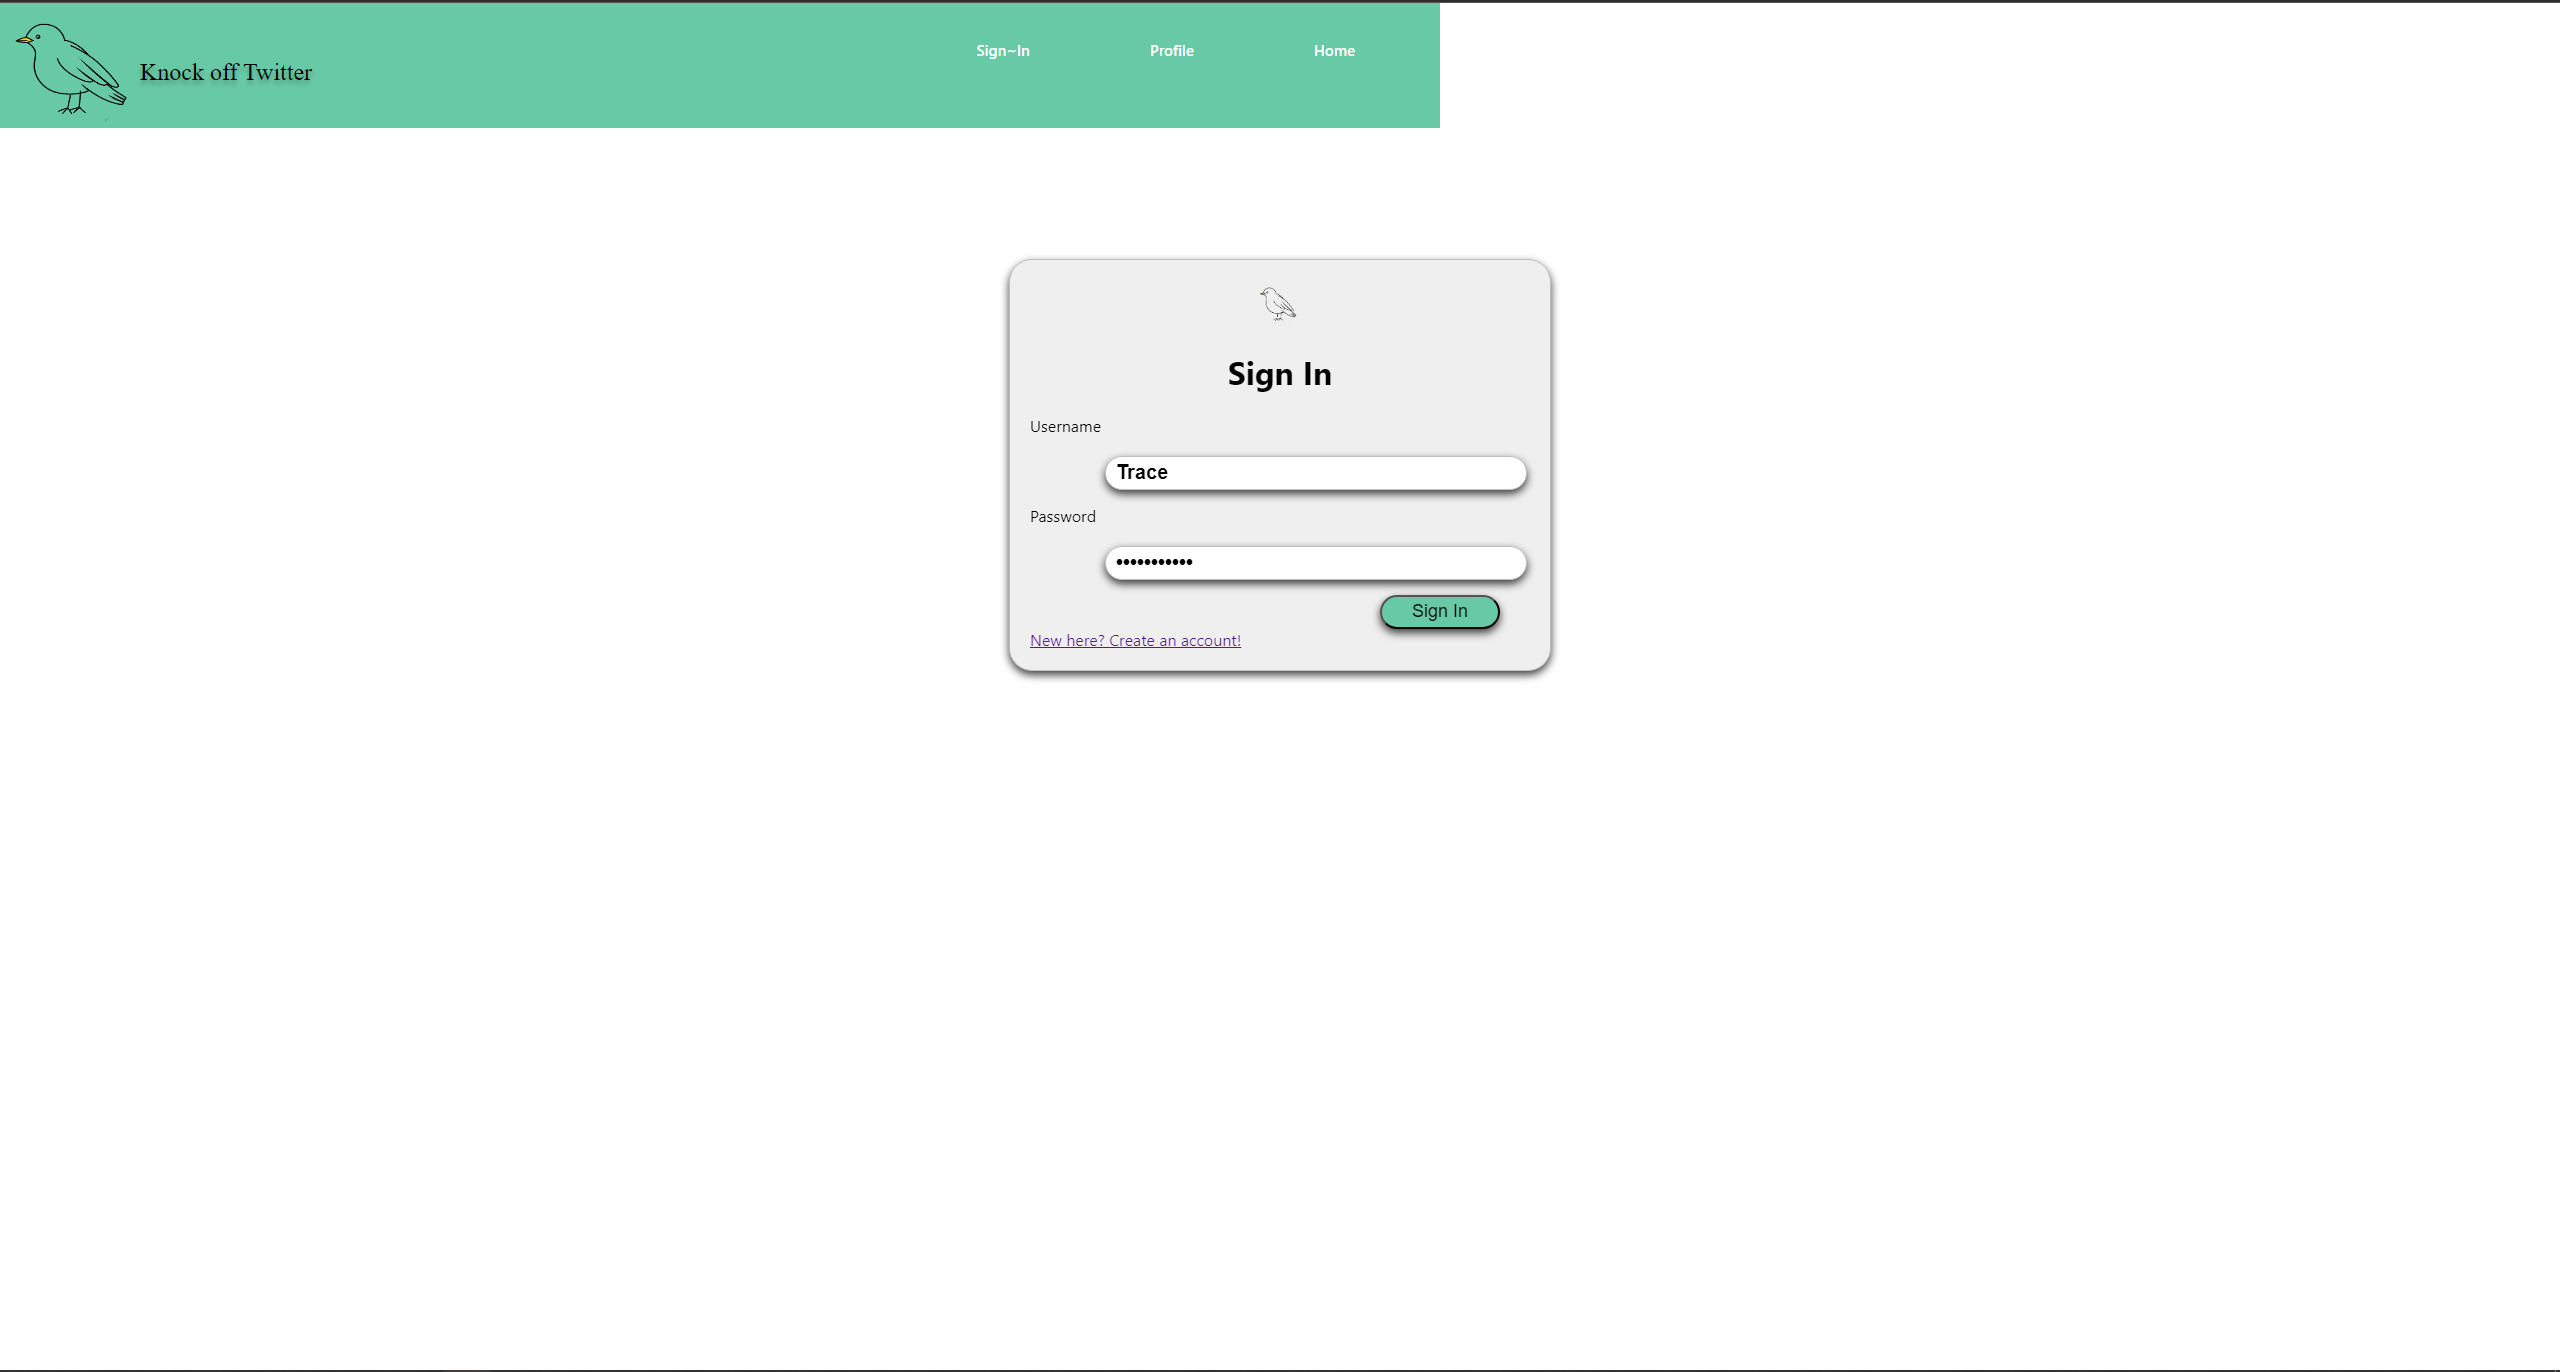 Knock off Twitter
Sign~In
Profile
Home
Sign In
Username
Trace
Password
•••••••••••
Sign In
New here? Create an account!